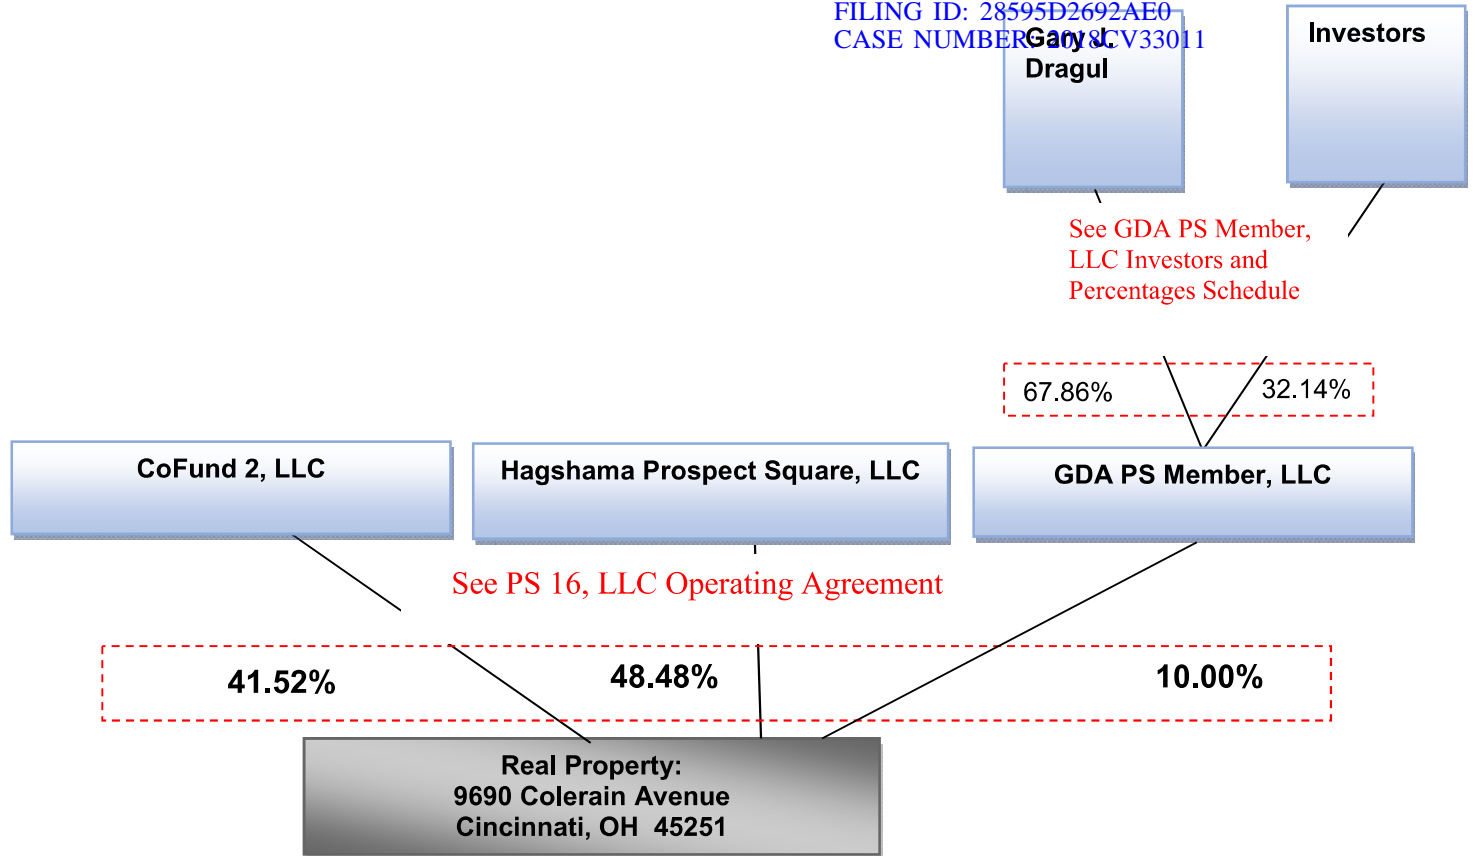 FILING ID: 28595D2692AE0
CASE NUMBER: 2018CV33011
Gary J.
Dragul
Investors
See GDA PS Member,
LLC Investors and
Percentages Schedule
67.86%
32.14%
CoFund 2, LLC
Hagshama Prospect Square, LLC
GDA PS Member, LLC
See PS 16, LLC Operating Agreement
41.52%
48.48%
10.00%
Real Property:
9690 Colerain Avenue
Cincinnati, OH 45251